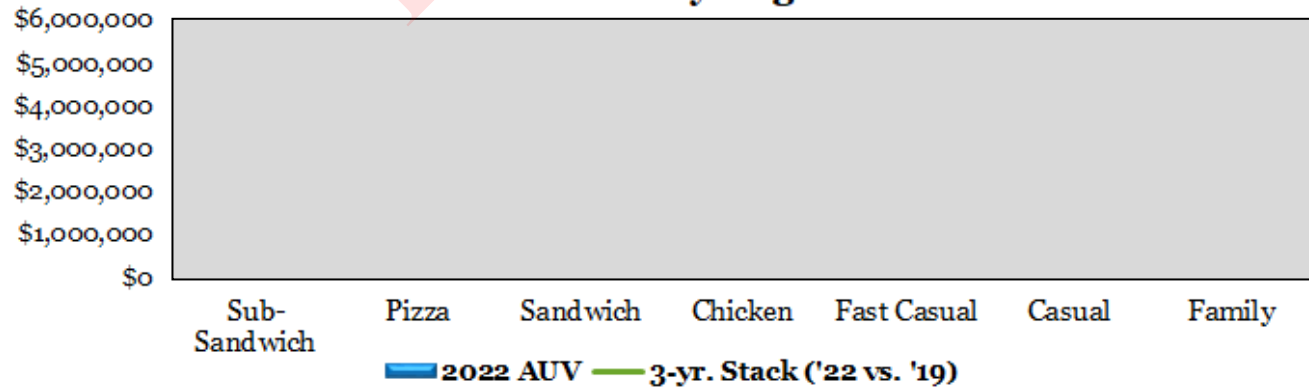 $6,000,000
$5,000,000
$4,000,000
$3,000,000
$2,000,000
$1,000,000
$0
Sub-
Sandwich
Pizza
Sandwich
Chicken
Fast Casual
Casual
Family
2022 AUV
3-yr. Stack ('22 vs. '19)